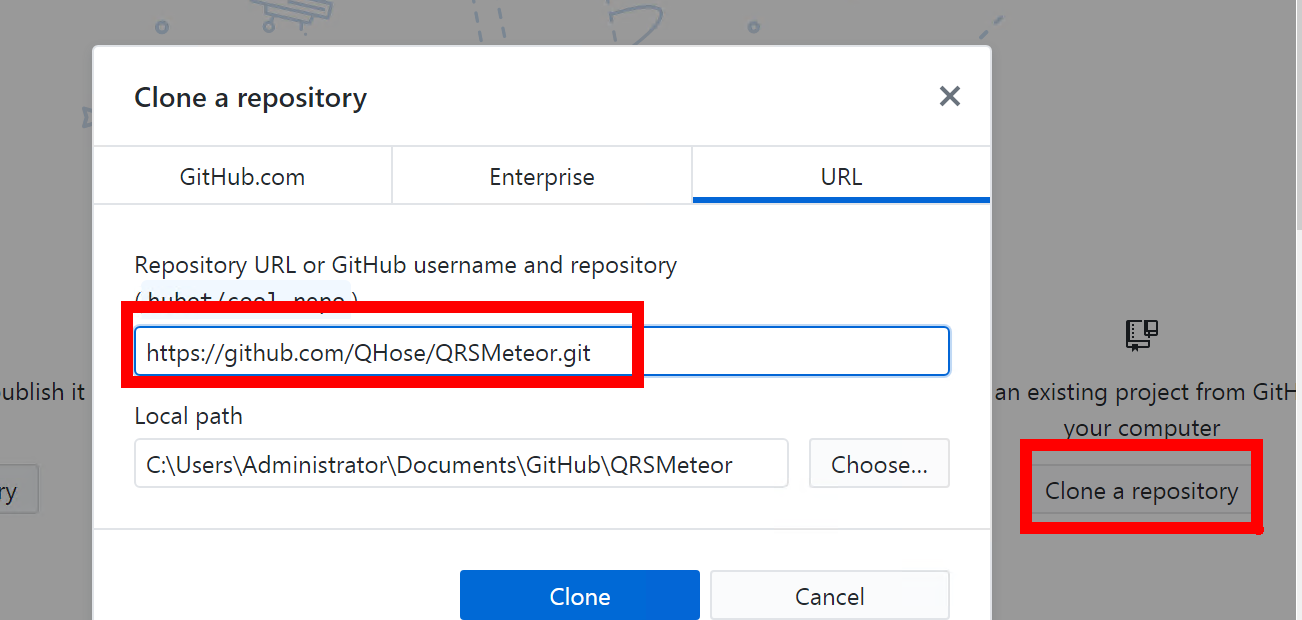 Clone a repository
GitHub.com
Enterprise
URL
Repository URL or GitHub username and repository
(hubot/cool-repo)
https://github.com/QHose/QRSMeteor.git
Local path
C:\Users\Administrator\Documents\GitHub\QRSMeteor
Choose...
Clone
Cancel
ublish it
ry
an existing project from GitH
your computer
Clone a repository